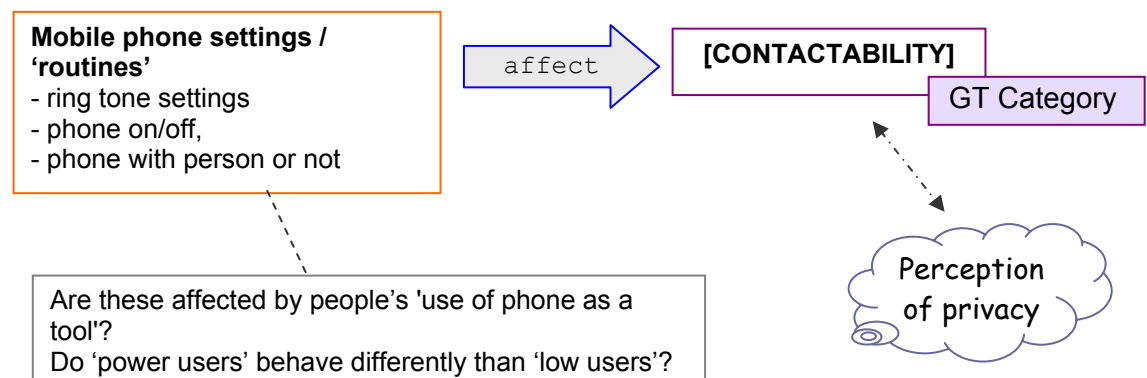 Mobile phone settings /
‘routines’
- ring tone settings
- phone on/off,
- phone with person or not
affect
[CONTACTABILITY]
GT Category
Perception
of privacy
Are these affected by people’s 'use of phone as a
tool'?
Do ‘power users’ behave differently than ‘low users’?